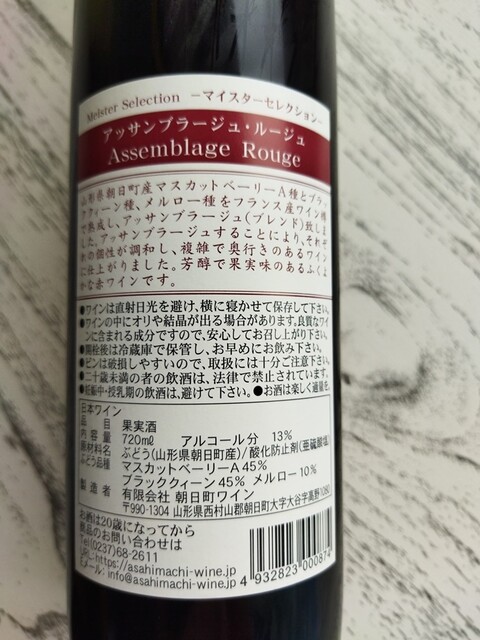 Meister Selection －マイスターセレクション－
アッサンブラージュ・ルージュ
Assemblage Rouge
山形県朝日町産マスカットベーリーA種とブラッ
ククィーン種、メルロー種をフランス産ワイン樽
で熟成し、アッサンブラージュ(ブレンド)致しま
した。アッサンブラージュすることにより、それぞ
れの個性が調和し、複雑で奥行きのあるワイン
に仕上がりました。芳醇で果実味のあるふくよ
かな赤ワインです。
●ワインは直射日光を避け、横に寝かせて保存して下さい。
●ワインの中にオリや結晶が出る場合があります。良質なワイ
ンに含まれる成分ですので、安心してお召し上がり下さい。
●開栓後は冷蔵庫で保管し、お早めにお飲み下さい。
●ビンは破損しやすいので、取扱には十分ご注意下さい。
●二十歳未満の者の飲酒は、法律で禁止されています。
●妊娠中・授乳期の飲酒は、避けて下さい。●お酒は楽しく適量を。
日本ワイン
品目 果実酒
内容量 720mℓ アルコール分 13%
原材料名 ぶどう(山形県朝日町産)/酸化防止剤(亜硫酸塩)
ぶどう品種 マスカットベーリーA45%
ブラッククィーン45% メルロー10%
製造者 有限会社 朝日町ワイン
〒990-1304 山形県西村山郡朝日町大字大谷字高野1080
お酒は20歳になってから
商品のお問い合わせは
Tel(0237)68-2611
URL:https://asahimachi-wine.jp
Eメール:info@asahimachi-wine.jp
4 932823 000874